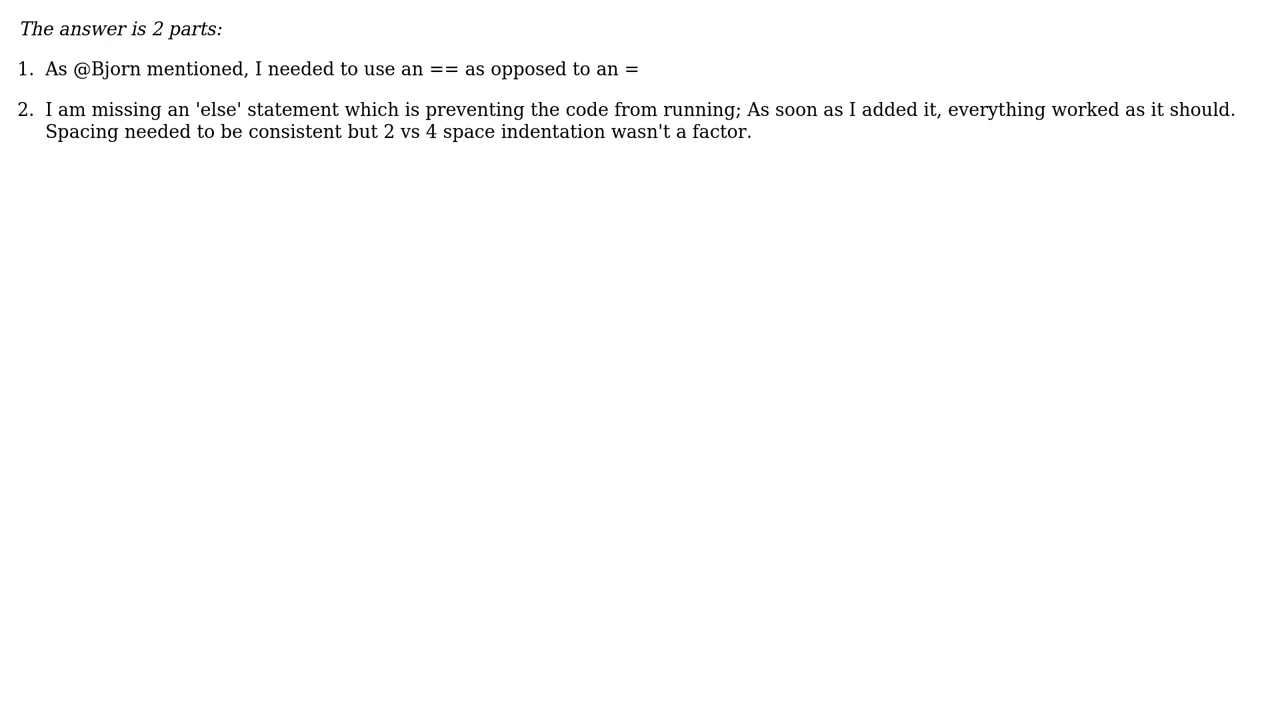 The answer is 2 parts:
1. As @Bjorn mentioned, I needed to use an == as opposed to an =
2. I am missing an 'else' statement which is preventing the code from running; As soon as I added it, everything worked as it should.
Spacing needed to be consistent but 2 vs 4 space indentation wasn't a factor.